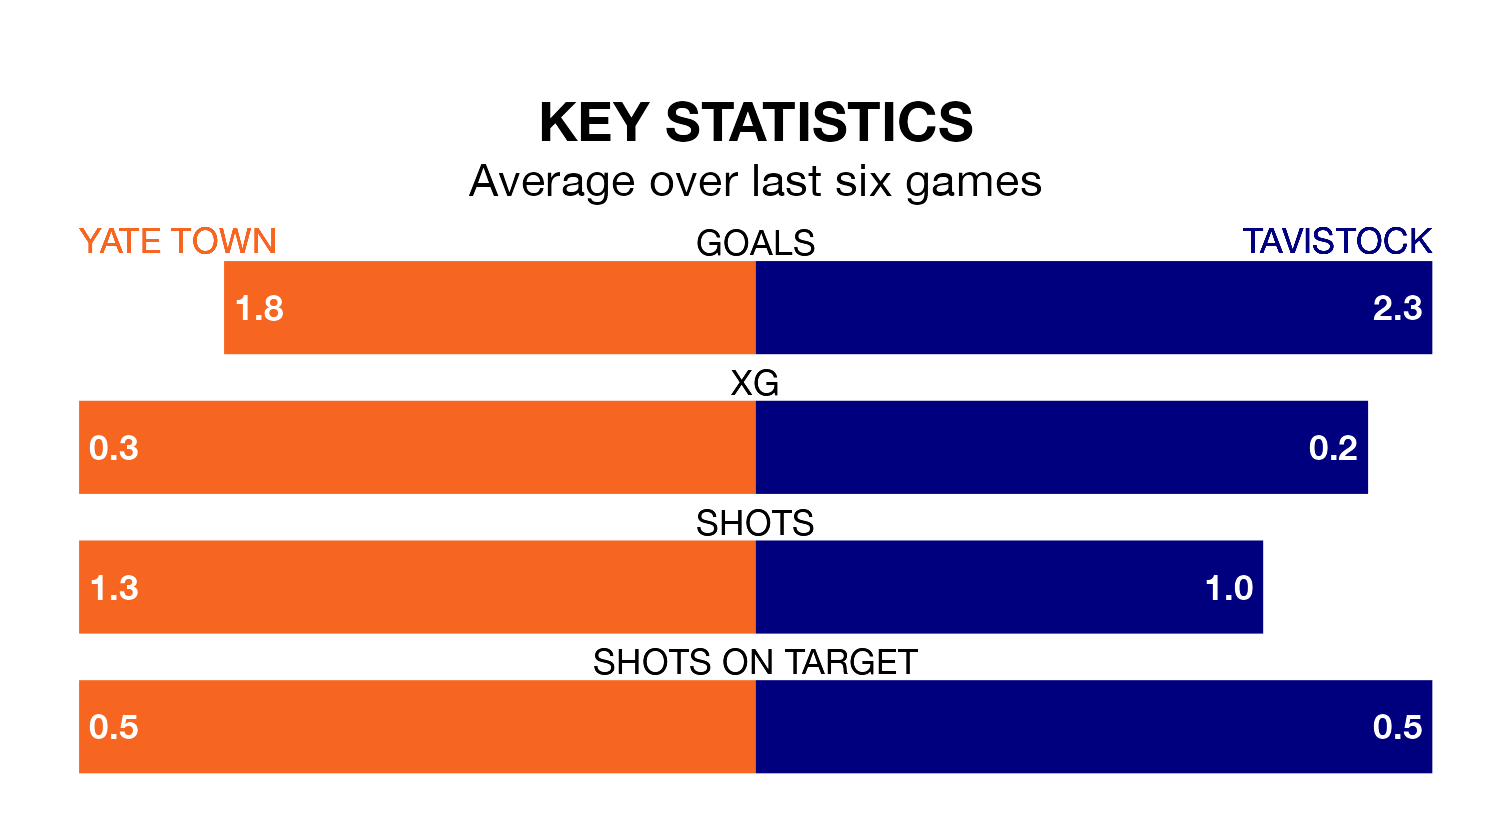 KEY STATISTICS
Average over last six games
YATE TOWN GOALS TAVISTOCK
1.8 2.3
XG
0.3 0.2
SHOTS
1.3 1.0
SHOTS ON TARGET
0.5 0.5